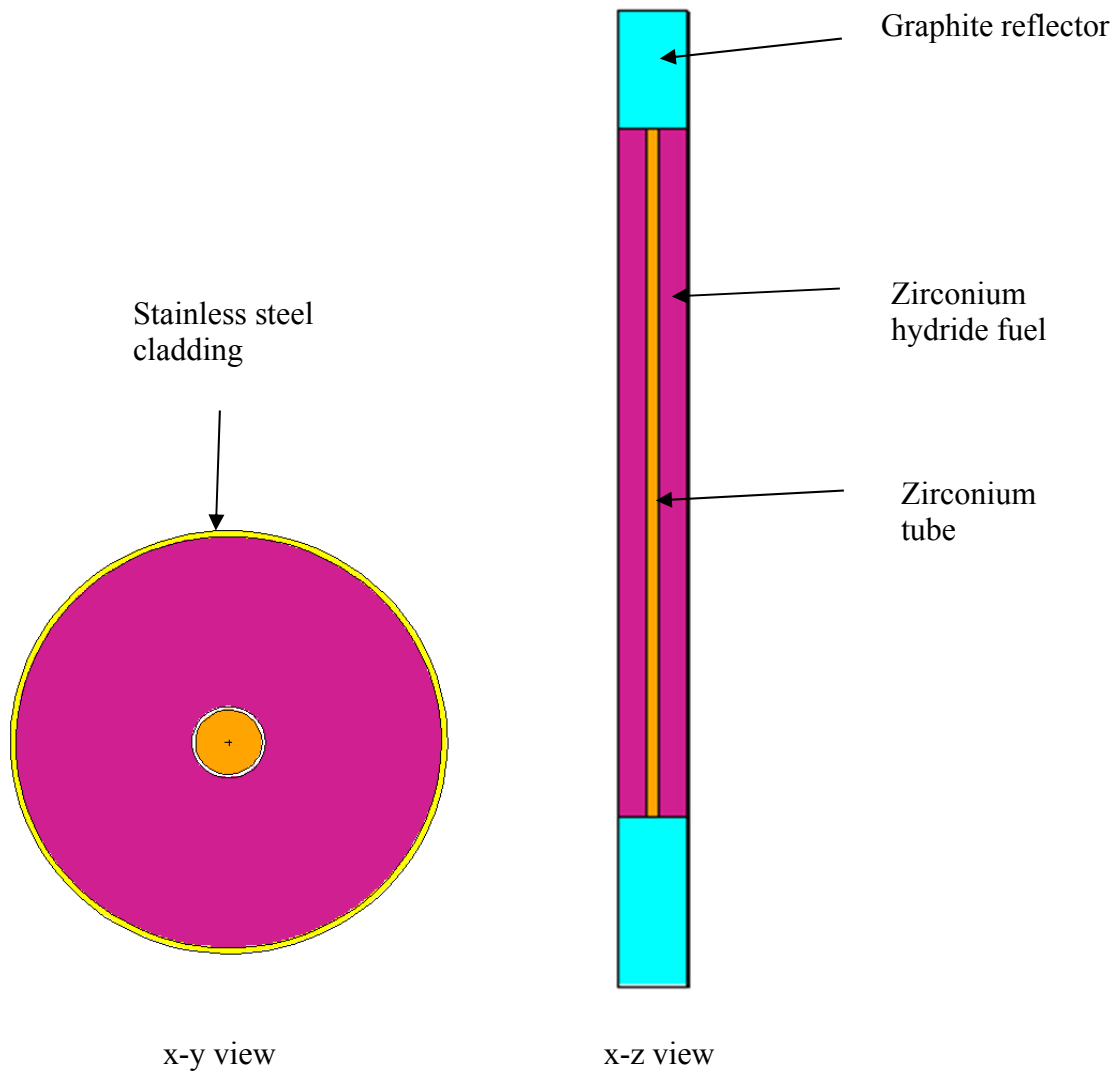 Graphite reflector
Stainless steel
cladding
Zirconium
hydride fuel
Zirconium
tube
x-y view
x-z view